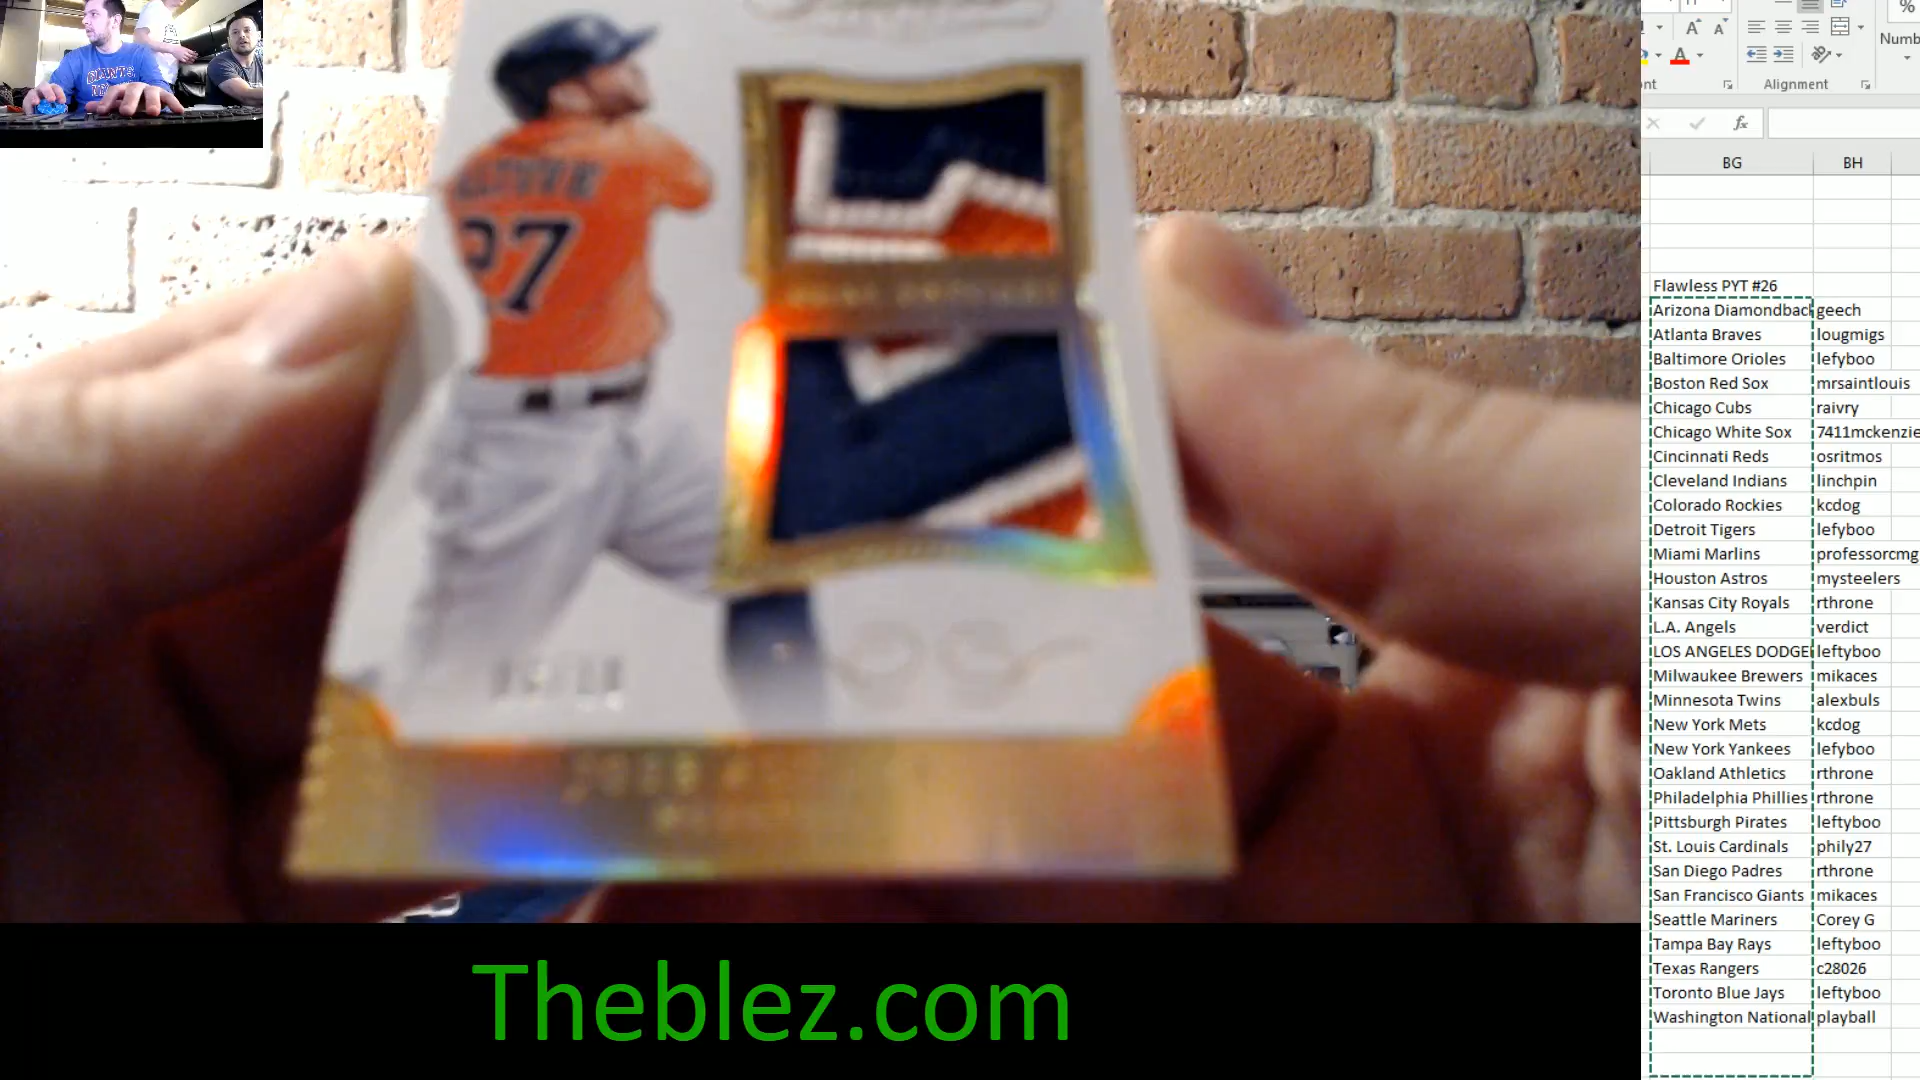 GIANTS
ALTUVE
27
Theblez.com
%
Numb
nt
Alignment
fx
BG BH
Flawless PYT #26
Arizona Diamondback geech
Atlanta Braves lougmigs
Baltimore Orioles lefyboo
Boston Red Sox mrsaintlouis
Chicago Cubs raivry
Chicago White Sox 7411mckenzie
Cincinnati Reds osritmos
Cleveland Indians linchpin
Colorado Rockies kcdog
Detroit Tigers lefyboo
Miami Marlins professorcmg
Houston Astros mysteelers
Kansas City Royals rthrone
L.A. Angels verdict
LOS ANGELES DODGE leftyboo
Milwaukee Brewers mikaces
Minnesota Twins alexbuls
New York Mets kcdog
New York Yankees lefyboo
Oakland Athletics rthrone
Philadelphia Phillies rthrone
Pittsburgh Pirates leftyboo
St. Louis Cardinals phily27
San Diego Padres rthrone
San Francisco Giants mikaces
Seattle Mariners Corey G
Tampa Bay Rays leftyboo
Texas Rangers c28026
Toronto Blue Jays leftyboo
Washington National playball